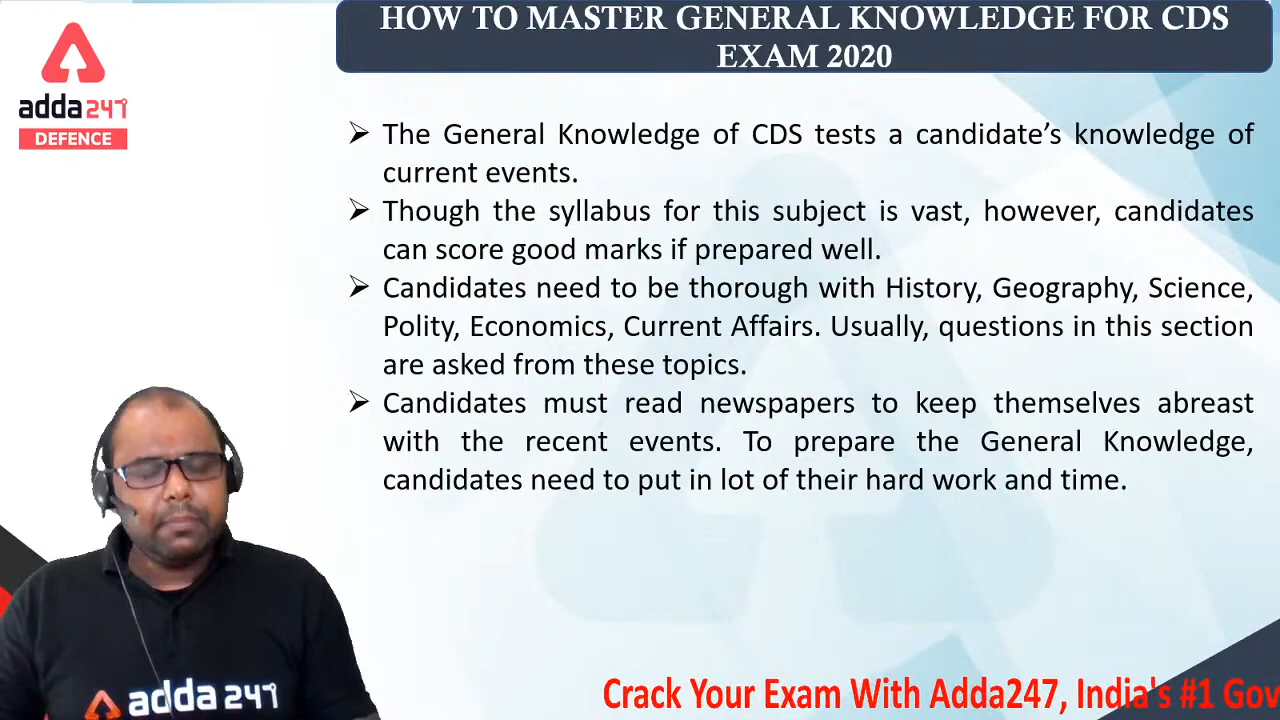 HOW TO MASTER GENERAL KNOWLEDGE FOR CDS
EXAM 2020
adda247
DEFENCE
➢ The General Knowledge of CDS tests a candidate’s knowledge of
current events.
➢ Though the syllabus for this subject is vast, however, candidates
can score good marks if prepared well.
➢ Candidates need to be thorough with History, Geography, Science,
Polity, Economics, Current Affairs. Usually, questions in this section
are asked from these topics.
➢ Candidates must read newspapers to keep themselves abreast
with the recent events. To prepare the General Knowledge,
candidates need to put in lot of their hard work and time.
adda247
Crack Your Exam With Adda247, India's #1 Gov